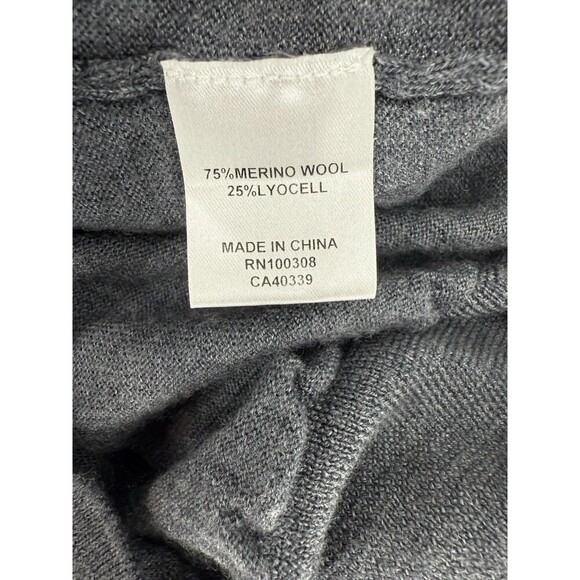 75%MERINO WOOL
25%LYOCELL
MADE IN CHINA
RN100308
CA40339